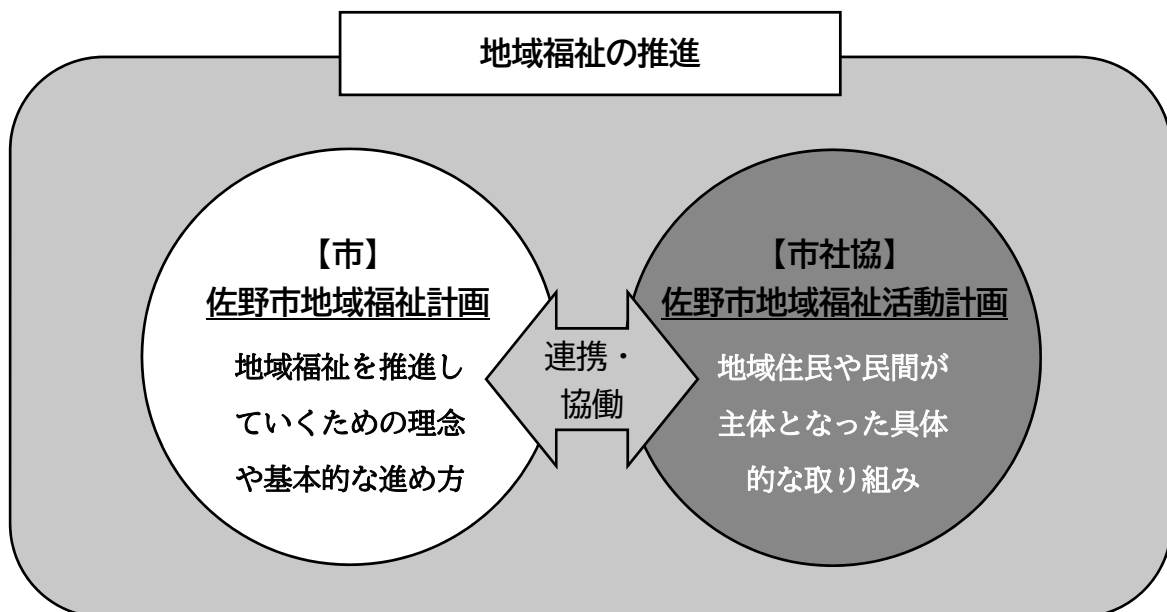 地域福祉の推進
【市】
佐野市地域福祉計画
地域福祉を推進し
ていくための理念
や基本的な進め方
連携・
協働
【市社協】
佐野市地域福祉活動計画
地域住民や民間が
主体となった具体
的な取り組み